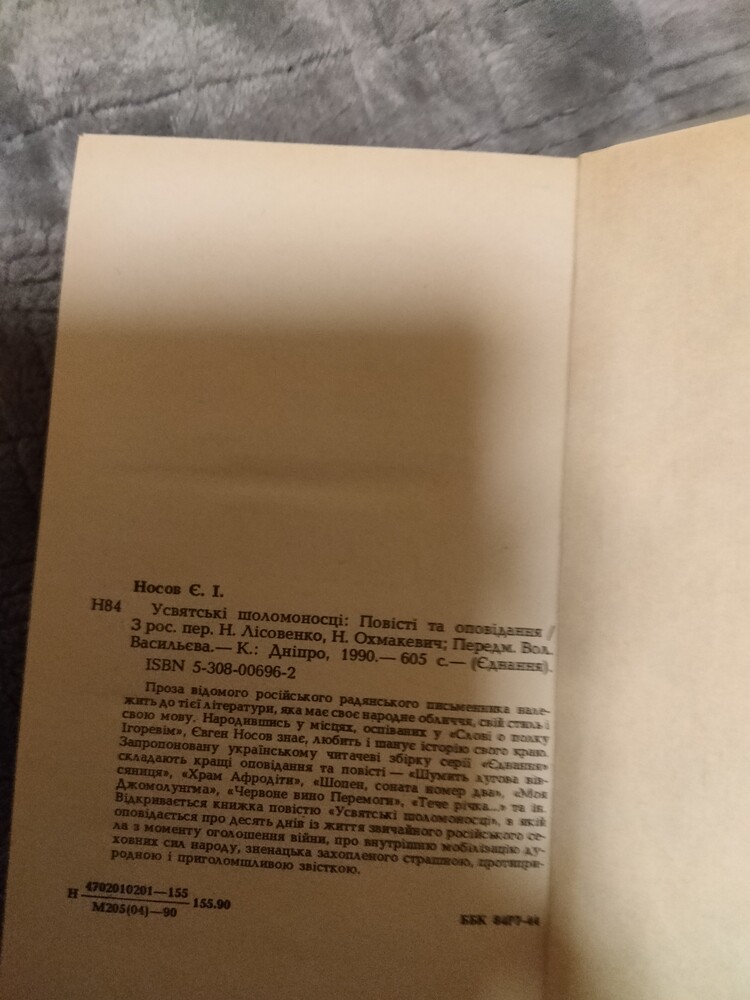 Носов Є. І.
Н84 Усвятські шоломоносці: Повісті та оповідання /
З рос. пер. Н. Лісовенко, Н. Охмакевич; Передм. Вол.
Васильєва.— К.: Дніпро, 1990.— 605 с.— (Єднання).
ISBN 5-308-00696-2
Проза відомого російського радянського письменника нале-
жить до тієї літератури, яка має своє народне обличчя, свій стиль і
свою мову. Народившись у місцях, оспіваних у «Слові о полку
Ігоревім», Євген Носов знає, любить і шанує історію свого краю.
Запропоновану українському читачеві збірку серії «Єднання»
складають кращі оповідання та повісті — «Шумить лугова вів-
сяниця», «Храм Афродіти», «Шопен, соната номер два», «Моя
Джомолунгма», «Червоне вино Перемоги», «Тече річка...» та ін.
Відкривається книжка повістю «Усвятські шоломоносці», в якій
оповідається про десять днів із життя звичайного російського се-
ла з моменту оголошення війни, про внутрішню мобілізацію ду-
ховних сил народу, зненацька захопленого страшною, протипри-
родною і приголомшливою звісткою.
Н 4702010201—155
М205(04)—90 155.90
ББК 84Р7-44